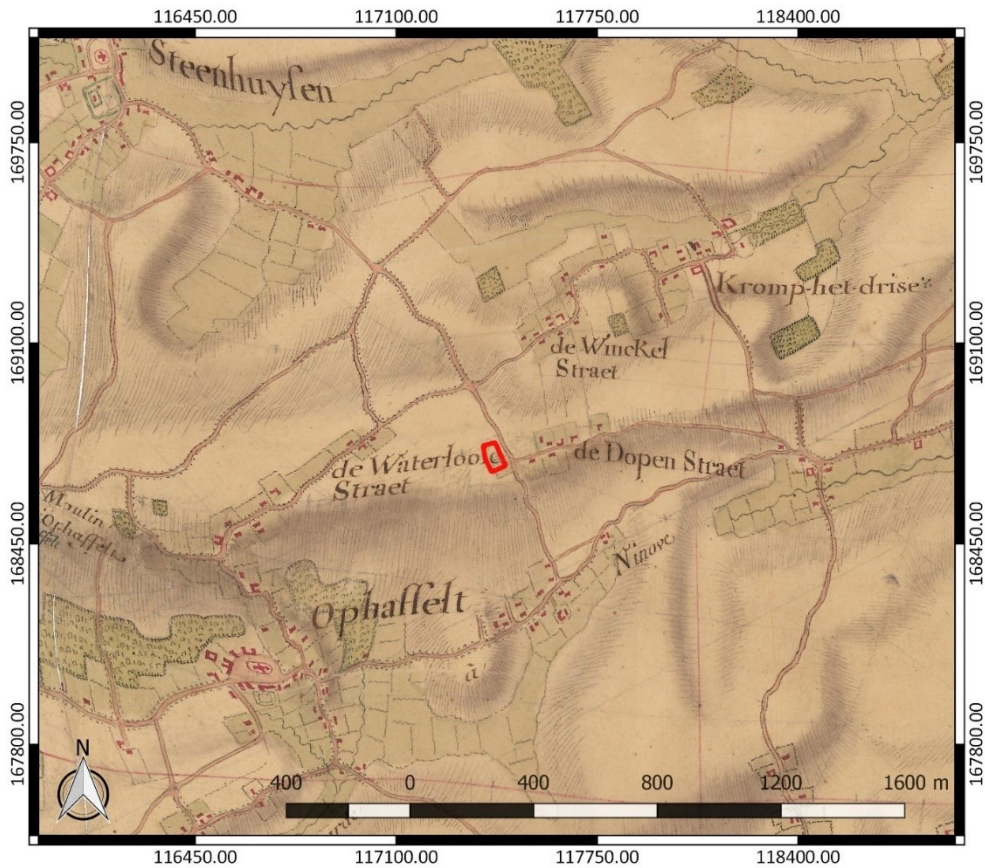 116450.00 117100.00 117750.00 118400.00
169750.00 169750.00
Steenhuysen
Kromp-het-drise
169100.00 169100.00
de Winckel
Straet
de Waterloose
Straet
de Dopen Straet
Moulin
168450.00 168450.00
Ninove
Ophasselt
à
167800.00 167800.00
N
400 0 400 800 1200 1600 m
116450.00 117100.00 117750.00 118400.00